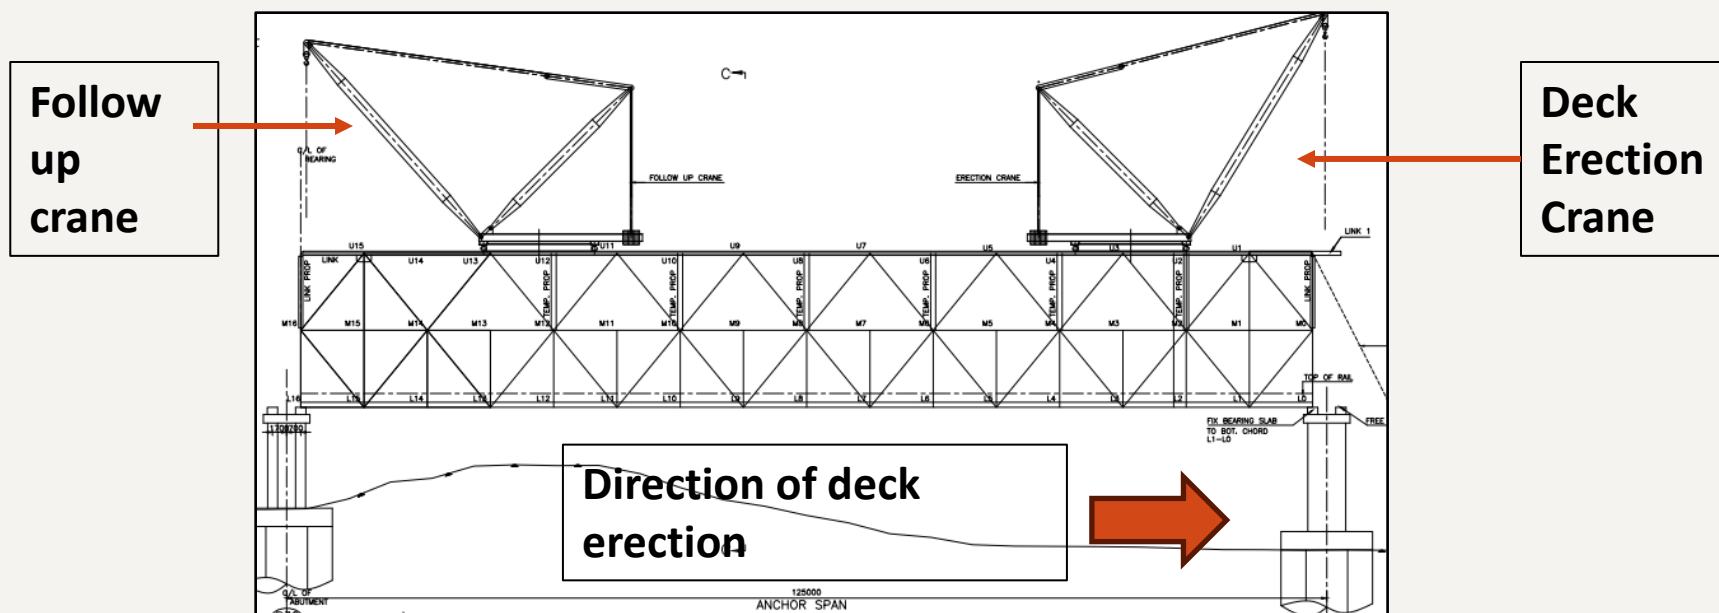 Follow
up
crane
Deck
Erection
Crane
C
C/L OF
BEARING
FOLLOW UP CRANE
ERECTION CRANE
LINK 1
U15
U11
U9
U7
U5
U3
U1
LINK
U14
U13
U12
U10
U8
U6
U4
U2
LINK PROP
TEMP. PROP
TEMP. PROP
TEMP. PROP
TEMP. PROP
TEMP. PROP
TEMP. PROP
LINK PROP
M16
M15
M14
M13
M12
M11
M10
M9
M8
M7
M6
M5
M4
M3
M2
M1
M0
TOP OF RAIL
L16
L15
L14
L13
L12
L11
L10
L9
L8
L7
L6
L5
L4
L3
L2
L1
L0
FIX BEARING SLAB
TO BOT. CHORD
L1-L0
FREE
Direction of deck
erection
C/L OF
ABUTMENT
125000
ANCHOR SPAN